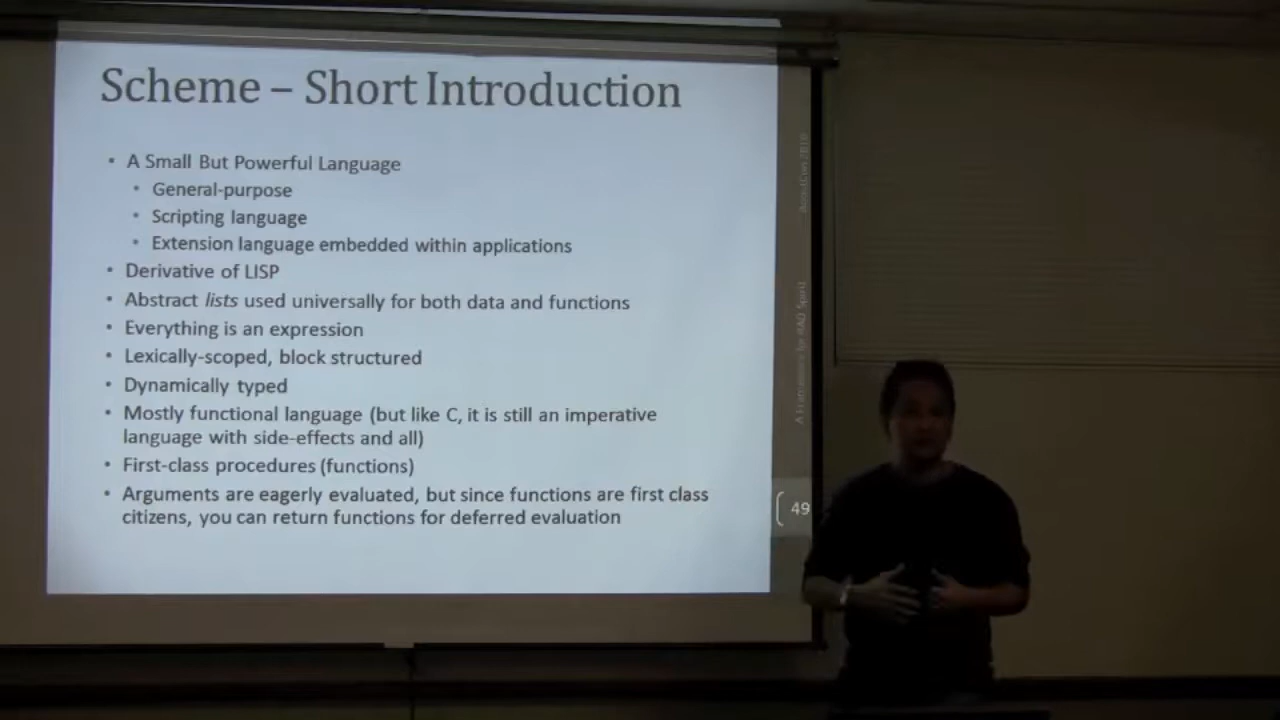 Scheme – Short Introduction
• A Small But Powerful Language
• General-purpose
• Scripting language
• Extension language embedded within applications
• Derivative of LISP
• Abstract lists used universally for both data and functions
• Everything is an expression
• Lexically-scoped, block structured
• Dynamically typed
• Mostly functional language (but like C, it is still an imperative
language with side-effects and all)
• First-class procedures (functions)
• Arguments are eagerly evaluated, but since functions are first class
citizens, you can return functions for deferred evaluation
49